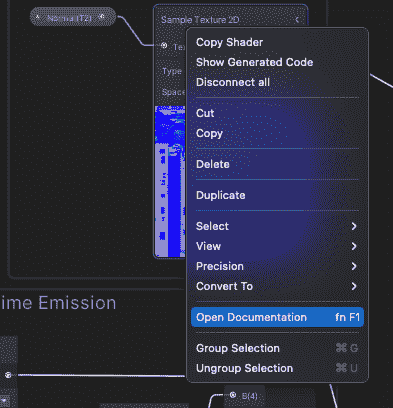 Normal(T2)
Sample Texture 2D
Copy Shader
Show Generated Code
Disconnect all
Cut
Copy
Delete
Duplicate
Select
View
Precision
Convert To
Open Documentation fn F1
Group Selection ⌘ G
Ungroup Selection ⌘ U
Type
Space
ime Emission
B(4)